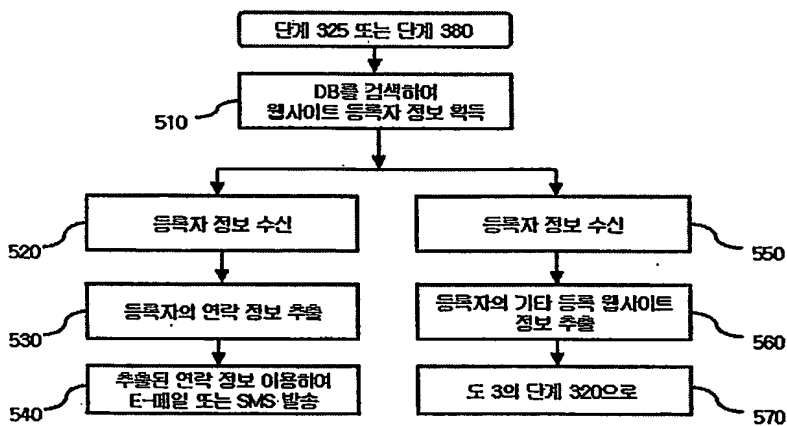 단계 325 또는 단계 380
DB를 검색하여
웹사이트 등록자 정보 획득
510
등록자 정보 수신
520
등록자 정보 수신
550
등록자의 연락 정보 추출
530
등록자의 기타 등록 웹사이트
정보 추출
560
추출된 연락 정보 이용하여
E-메일 또는 SMS 발송
540
도 3의 단계 320으로
570